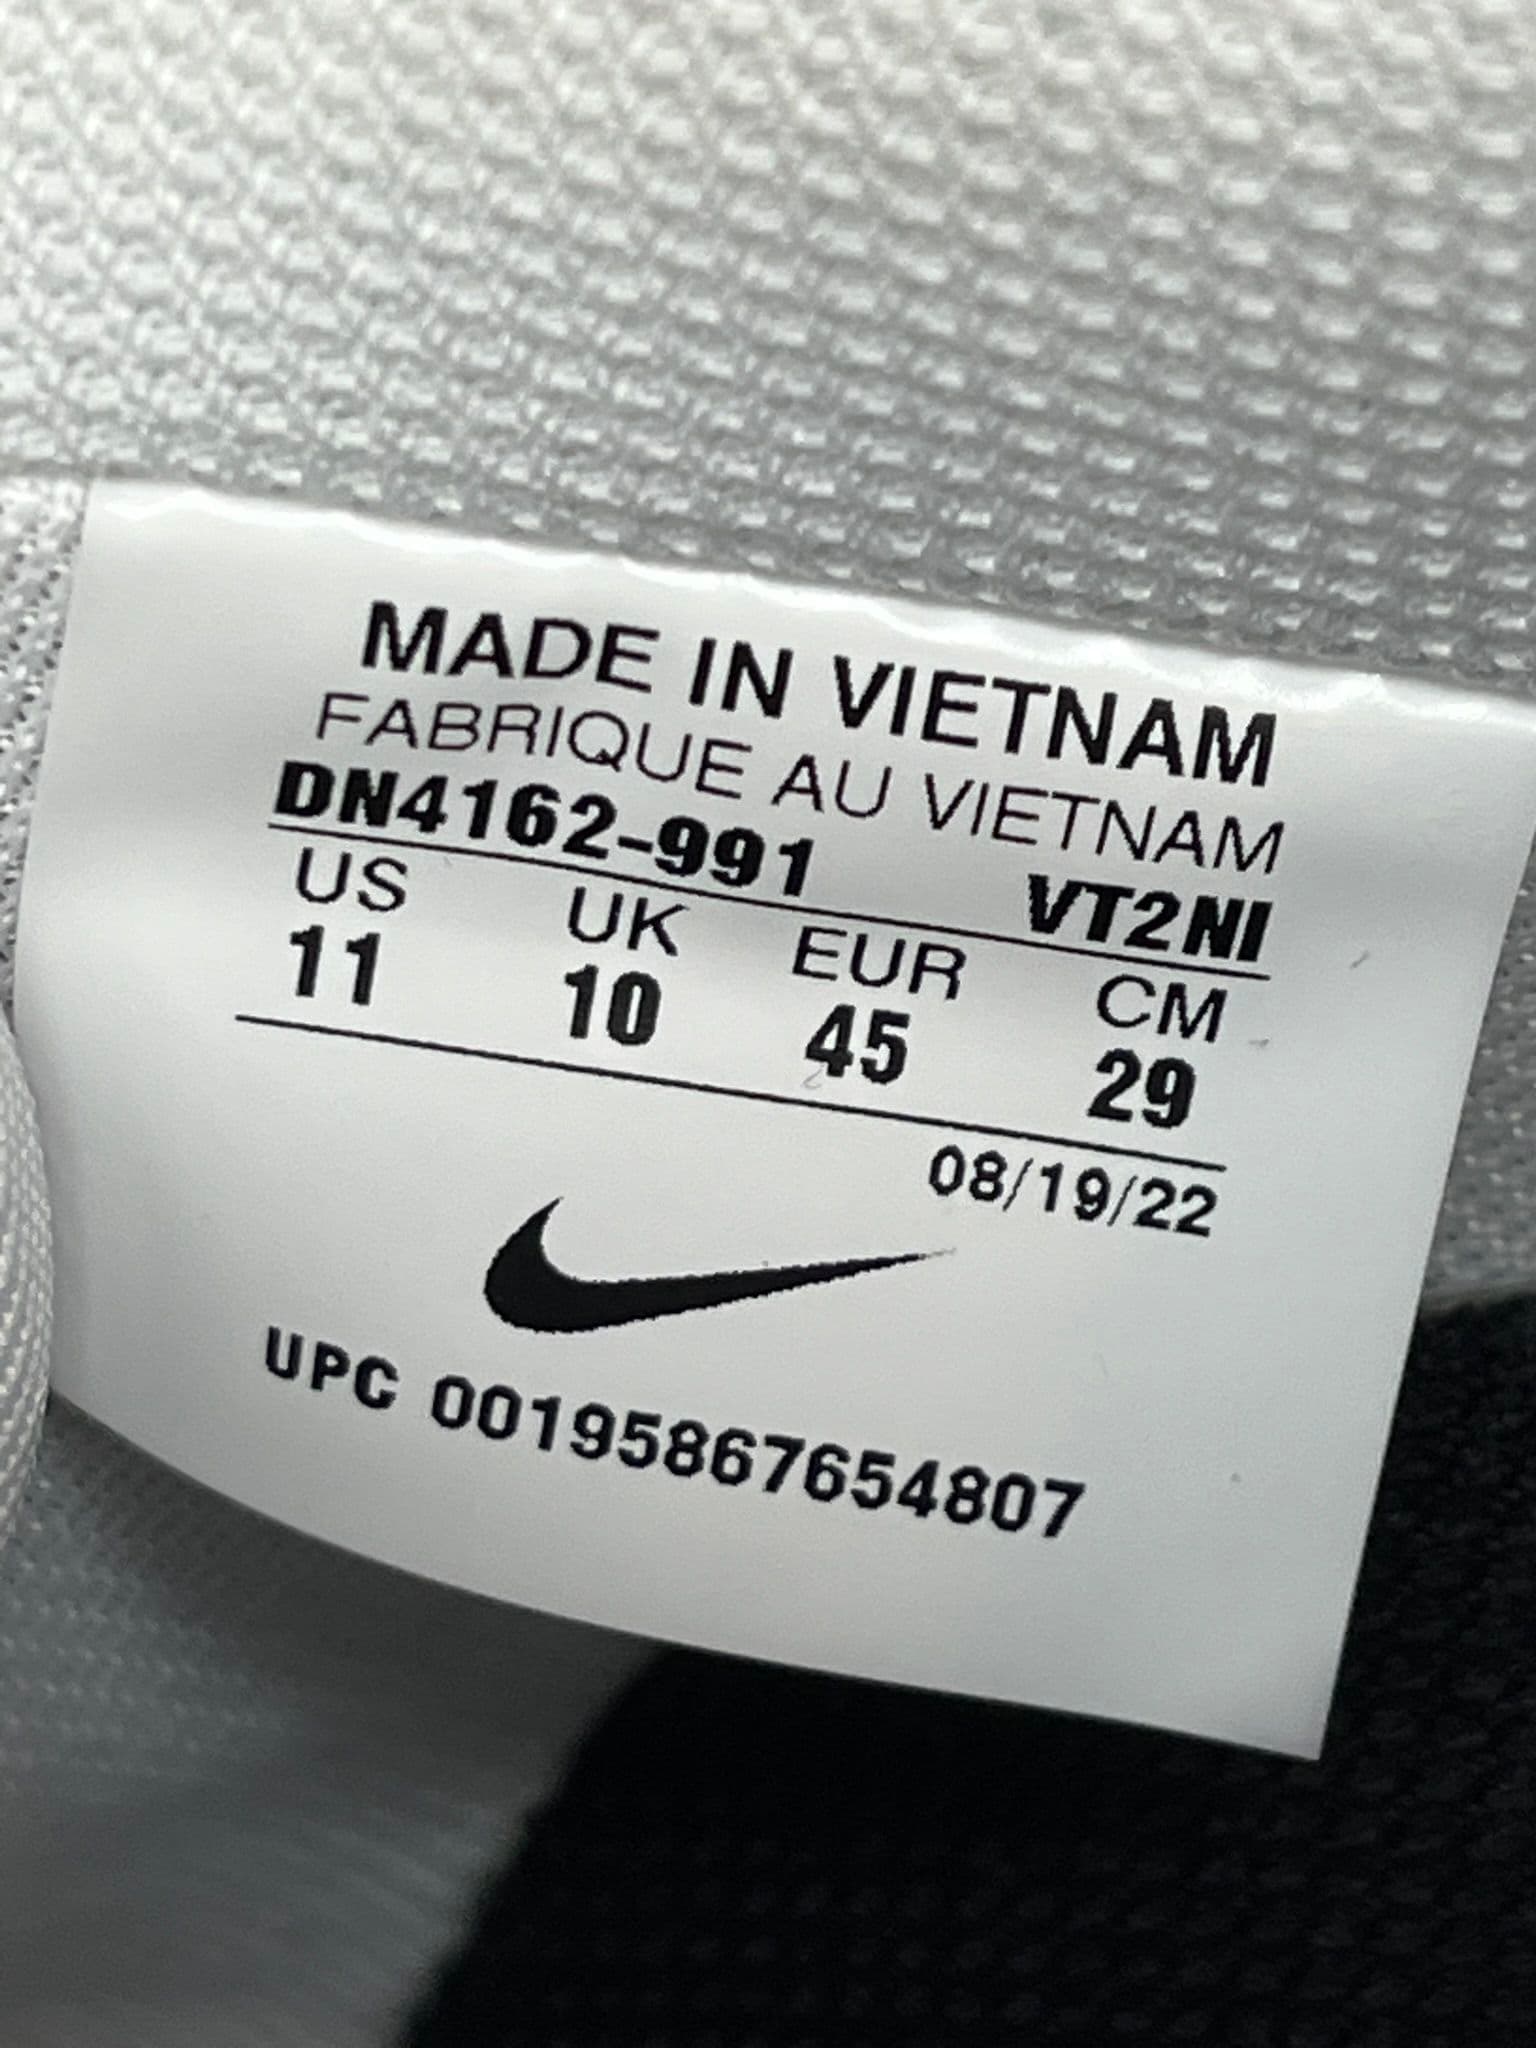 MADE IN VIETNAM
FABRIQUE AU VIETNAM
DN4162-991 VT2NI
US UK EUR CM
11 10 45 29
08/19/22
UPC 00195867654807